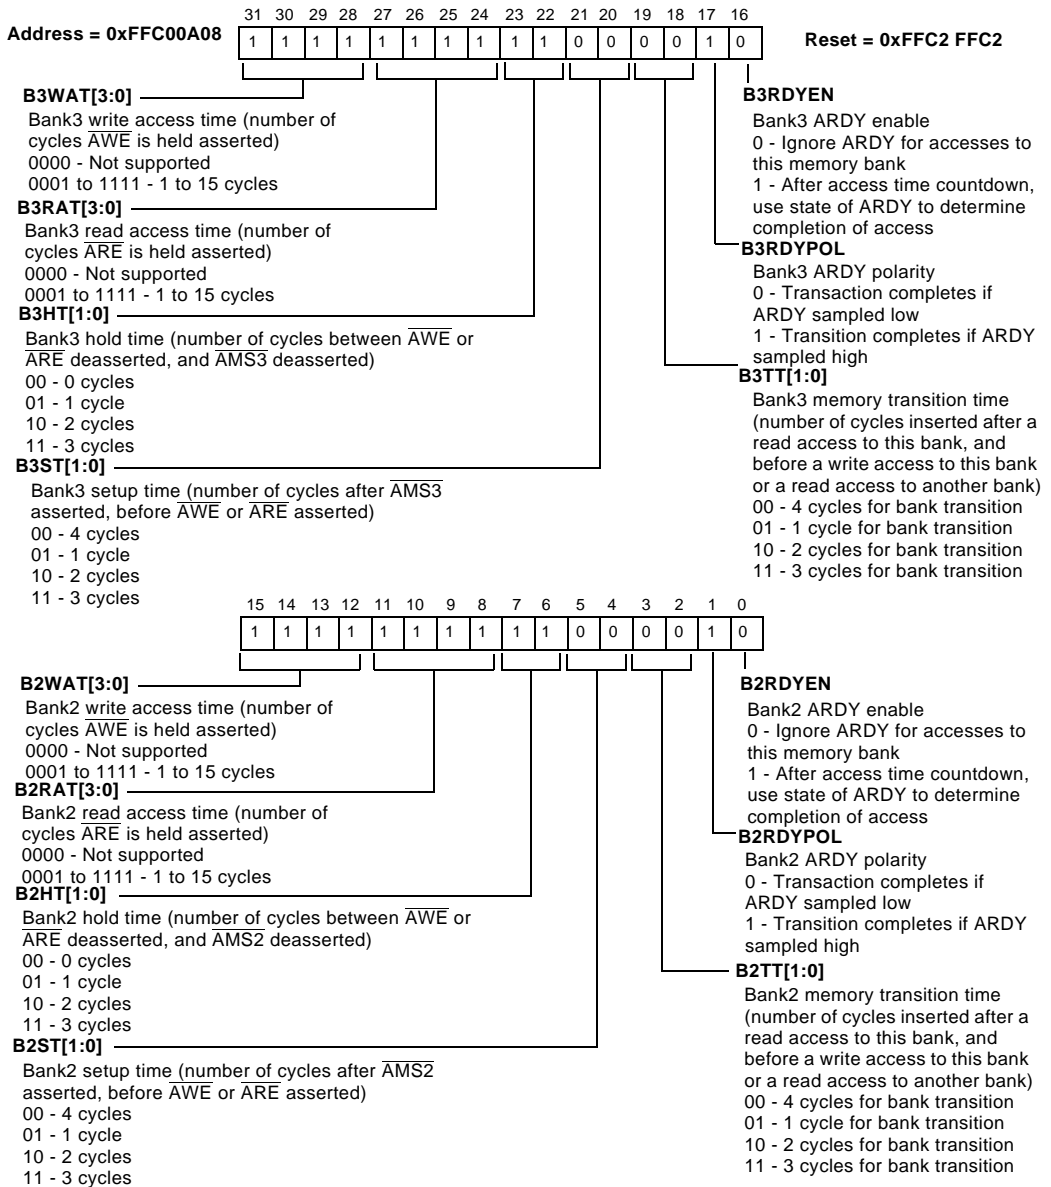 Address = 0xFFC00A08
31 30 29 28 27 26 25 24 23 22 21 20 19 18 17 16
1 1 1 1 1 1 1 1 1 1 0 0 0 0 1 0
Reset = 0xFFC2 FFC2
B3WAT[3:0]
Bank3 write access time (number of
cycles AWE is held asserted)
0000 - Not supported
0001 to 1111 - 1 to 15 cycles
B3RAT[3:0]
Bank3 read access time (number of
cycles ARE is held asserted)
0000 - Not supported
0001 to 1111 - 1 to 15 cycles
B3HT[1:0]
Bank3 hold time (number of cycles between AWE or
ARE deasserted, and AMS3 deasserted)
00 - 0 cycles
01 - 1 cycle
10 - 2 cycles
11 - 3 cycles
B3ST[1:0]
Bank3 setup time (number of cycles after AMS3
asserted, before AWE or ARE asserted)
00 - 4 cycles
01 - 1 cycle
10 - 2 cycles
11 - 3 cycles
B3RDYEN
Bank3 ARDY enable
0 - Ignore ARDY for accesses to
this memory bank
1 - After access time countdown,
use state of ARDY to determine
completion of access
B3RDYPOL
Bank3 ARDY polarity
0 - Transaction completes if
ARDY sampled low
1 - Transition completes if ARDY
sampled high
B3TT[1:0]
Bank3 memory transition time
(number of cycles inserted after a
read access to this bank, and
before a write access to this bank
or a read access to another bank)
00 - 4 cycles for bank transition
01 - 1 cycle for bank transition
10 - 2 cycles for bank transition
11 - 3 cycles for bank transition
15 14 13 12 11 10 9 8 7 6 5 4 3 2 1 0
1 1 1 1 1 1 1 1 1 1 0 0 0 0 1 0
B2WAT[3:0]
Bank2 write access time (number of
cycles AWE is held asserted)
0000 - Not supported
0001 to 1111 - 1 to 15 cycles
B2RAT[3:0]
Bank2 read access time (number of
cycles ARE is held asserted)
0000 - Not supported
0001 to 1111 - 1 to 15 cycles
B2HT[1:0]
Bank2 hold time (number of cycles between AWE or
ARE deasserted, and AMS2 deasserted)
00 - 0 cycles
01 - 1 cycle
10 - 2 cycles
11 - 3 cycles
B2ST[1:0]
Bank2 setup time (number of cycles after AMS2
asserted, before AWE or ARE asserted)
00 - 4 cycles
01 - 1 cycle
10 - 2 cycles
11 - 3 cycles
B2RDYEN
Bank2 ARDY enable
0 - Ignore ARDY for accesses to
this memory bank
1 - After access time countdown,
use state of ARDY to determine
completion of access
B2RDYPOL
Bank2 ARDY polarity
0 - Transaction completes if
ARDY sampled low
1 - Transition completes if ARDY
sampled high
B2TT[1:0]
Bank2 memory transition time
(number of cycles inserted after a
read access to this bank, and
before a write access to this bank
or a read access to another bank)
00 - 4 cycles for bank transition
01 - 1 cycle for bank transition
10 - 2 cycles for bank transition
11 - 3 cycles for bank transition